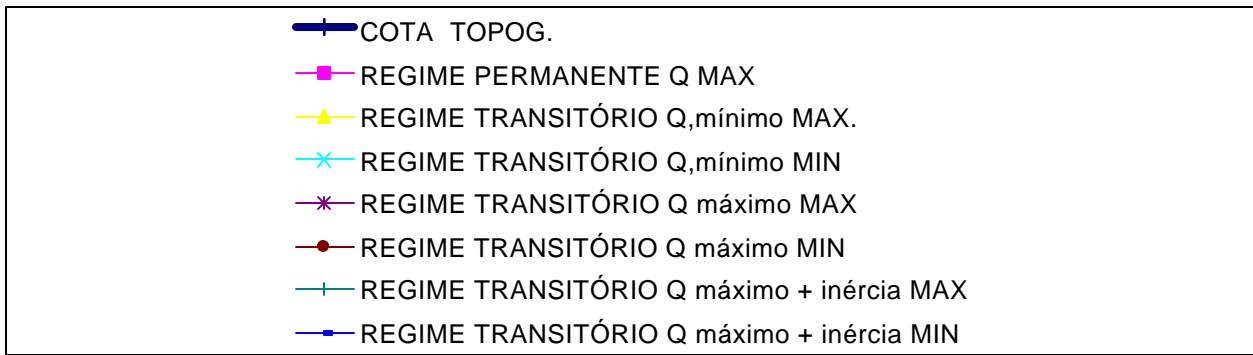 COTA TOPOG.
REGIME PERMANENTE Q MAX
REGIME TRANSITÓRIO Q,mínimo MAX.
REGIME TRANSITÓRIO Q,mínimo MIN
REGIME TRANSITÓRIO Q máximo MAX
REGIME TRANSITÓRIO Q máximo MIN
REGIME TRANSITÓRIO Q máximo + inércia MAX
REGIME TRANSITÓRIO Q máximo + inércia MIN